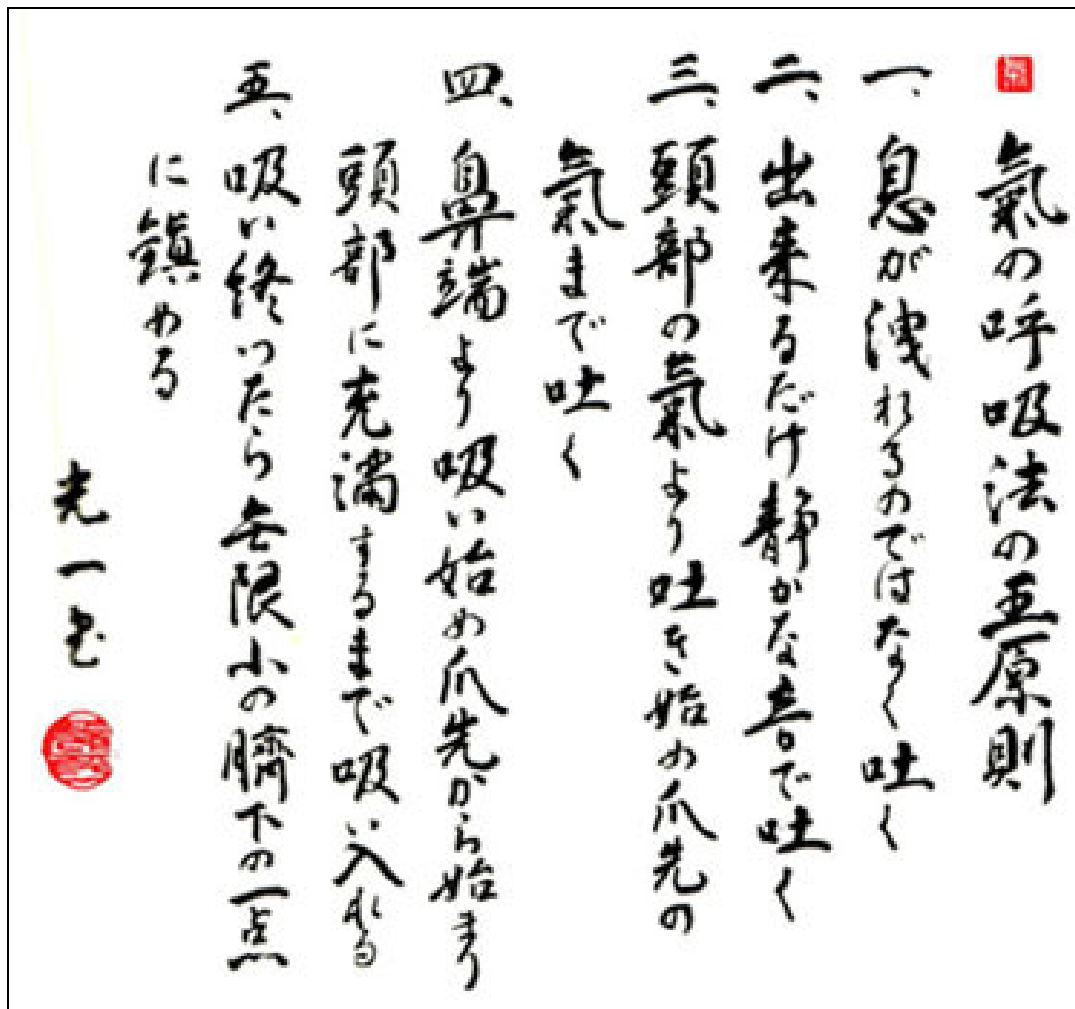 氣の呼吸法の五原則
一、息が洩れるのではなく吐く
二、出来るだけ静かな音で吐く
三、頭部の氣より吐き始め爪先の
氣まで吐く
四、鼻端より吸い始め爪先から始まり
頭部に充満するまで吸い入れる
五、吸い終いたら無限小の臍下の一点
に鎮める
光一書